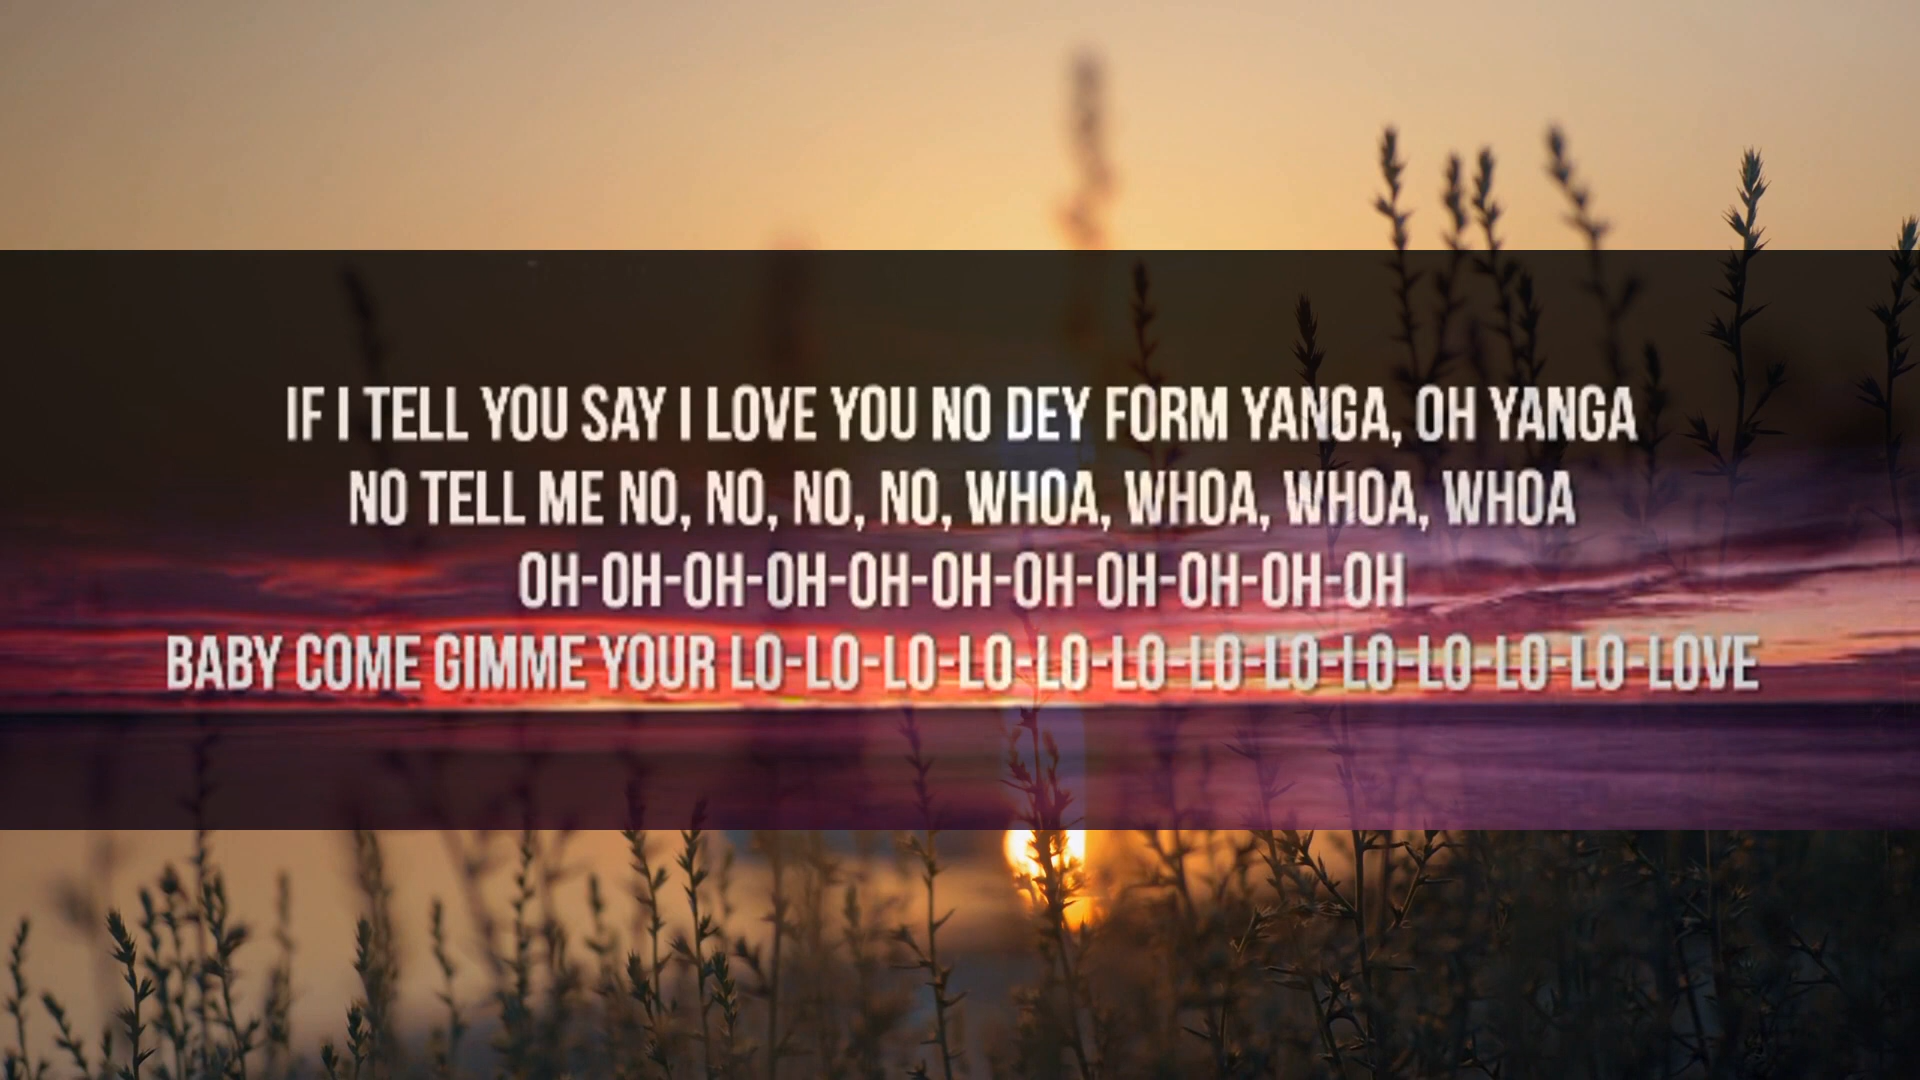 IF I TELL YOU SAY I LOVE YOU NO DEY FORM YANGA, OH YANGA
NO TELL ME NO, NO, NO, NO, WHOA, WHOA, WHOA, WHOA
OH-OH-OH-OH-OH-OH-OH-OH-OH-OH-OH
BABY COME GIMME YOUR LO-LO-LO-LO-LO-LO-LO-LO-LO-LO-LO-LO-LOVE